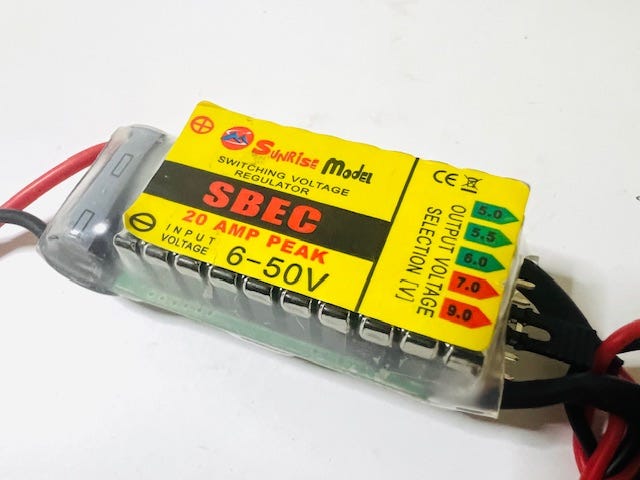 SUNRISE MODEL
SWITCHING VOLTAGE
REGULATOR
SBEC
20 AMP PEAK
INPUT
VOLTAGE
6-50V
CE
OUTPUT VOLTAGE
SELECTION [V]
5.0
5.5
6.0
7.0
9.0